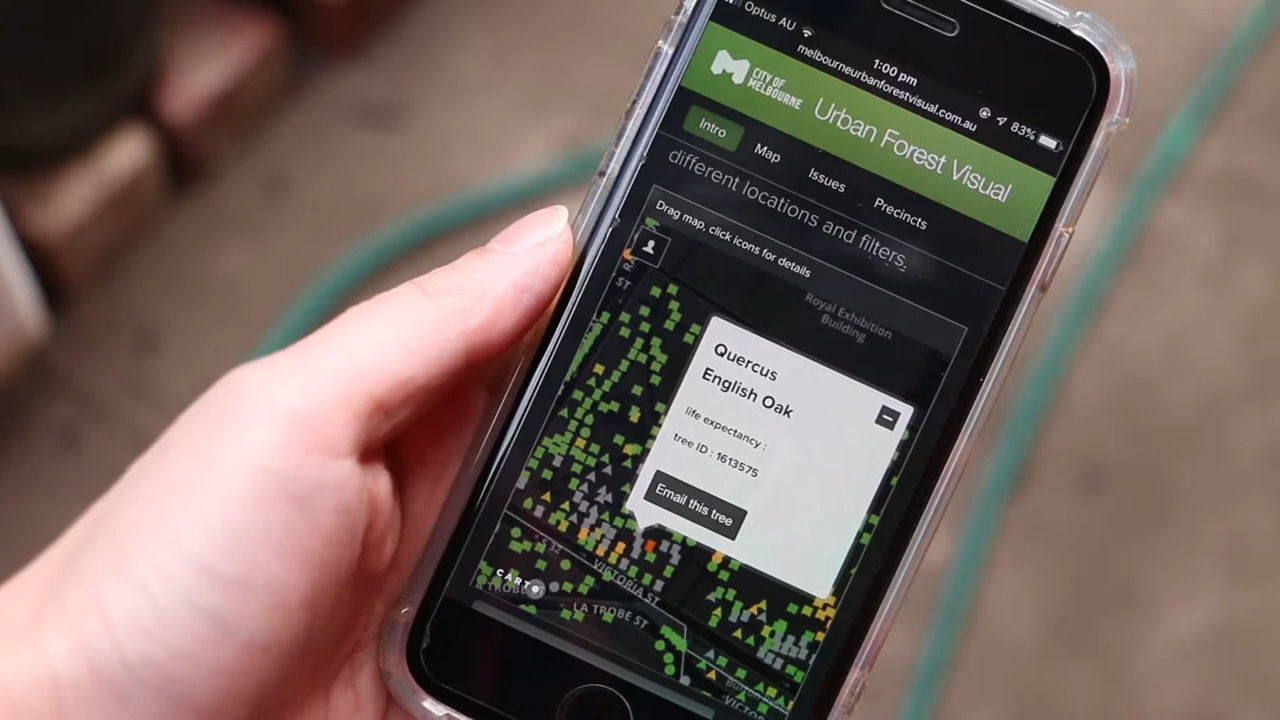 Optus AU
1:00 pm
83%
melbourneurbanforestvisual.com.au
CITY OF
MELBOURNE
Urban Forest Visual
Intro
Map
Issues
Precincts
different locations and filters.
Drag map, click icons for details
ST
Royal Exhibition
Building
Quercus
English Oak
life expectancy :
tree ID : 1613575
Email this tree
VICTORIA ST
CARTO
LA TROBE ST